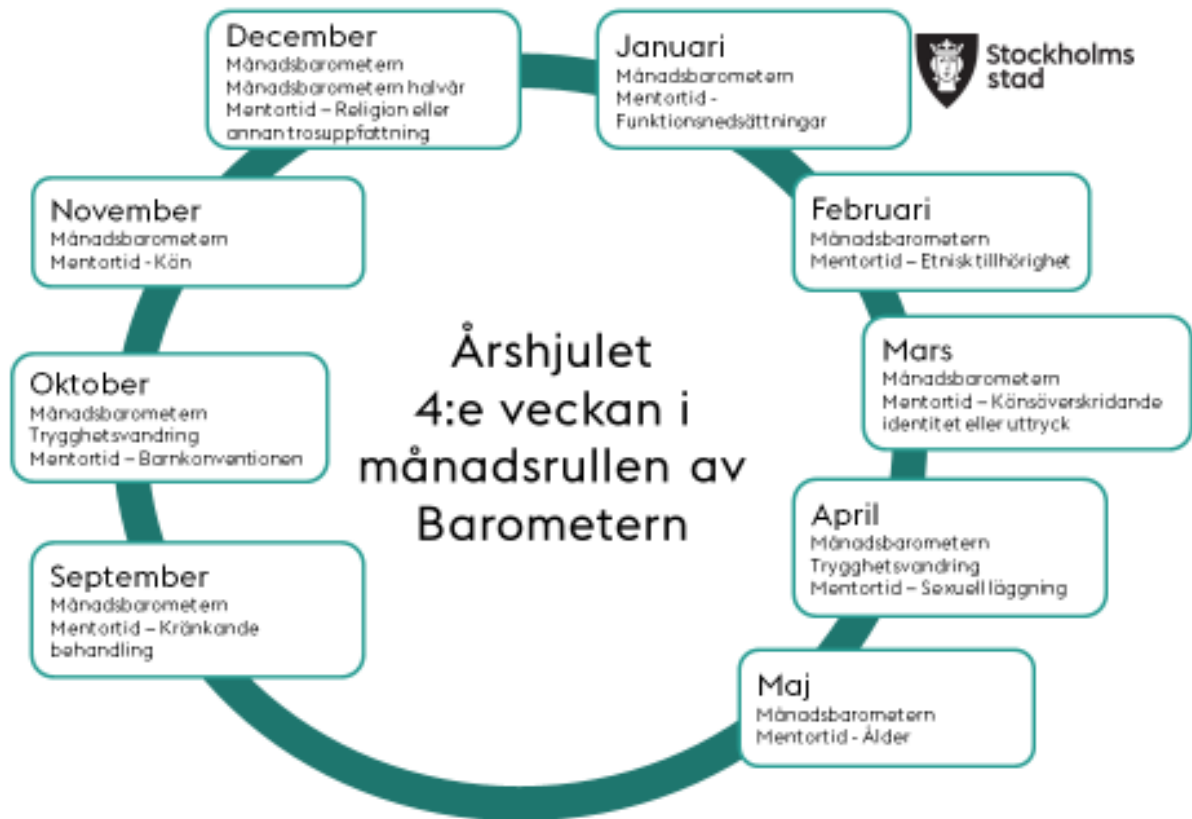 December
Månadsbarometern
Månadsbarometern halvår
Mentortid – Religion eller
annan trosuppfattning
Januari
Månadsbarometern
Mentortid -
Funktionsnedsättningar
Stockholms
stad
Februari
Månadsbarometern
Mentortid – Etnisk tillhörighet
Mars
Månadsbarometern
Mentortid – Könsöverskridande
identitet eller uttryck
April
Månadsbarometern
Trygghetsvandring
Mentortid – Sexuell läggning
Maj
Månadsbarometern
Mentortid - Ålder
September
Månadsbarometern
Mentortid – Kränkande
behandling
Oktober
Månadsbarometern
Trygghetsvandring
Mentortid – Barnkonventionen
November
Månadsbarometern
Mentortid - Kön
Årshjulet
4:e veckan i
månadsrullen av
Barometern